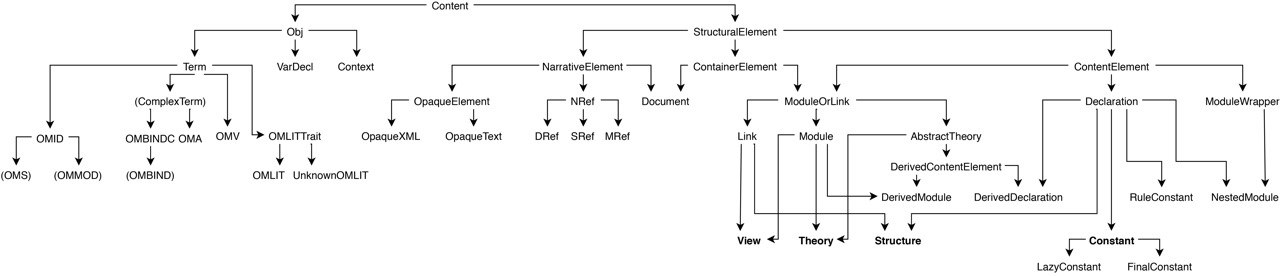 Content
Obj StructuralElement
Term VarDecl Context NarrativeElement ContainerElement ContentElement
(ComplexTerm) OpaqueElement NRef Document ModuleOrLink Declaration ModuleWrapper
OMID OMBINDC OMA OMV OMLITTrait OpaqueXML OpaqueText DRef SRef MRef Link Module AbstractTheory
(OMS) (OMMOD) (OMBIND) OMLIT UnknownOMLIT DerivedContentElement
DerivedModule DerivedDeclaration RuleConstant NestedModule
View Theory Structure Constant
LazyConstant FinalConstant